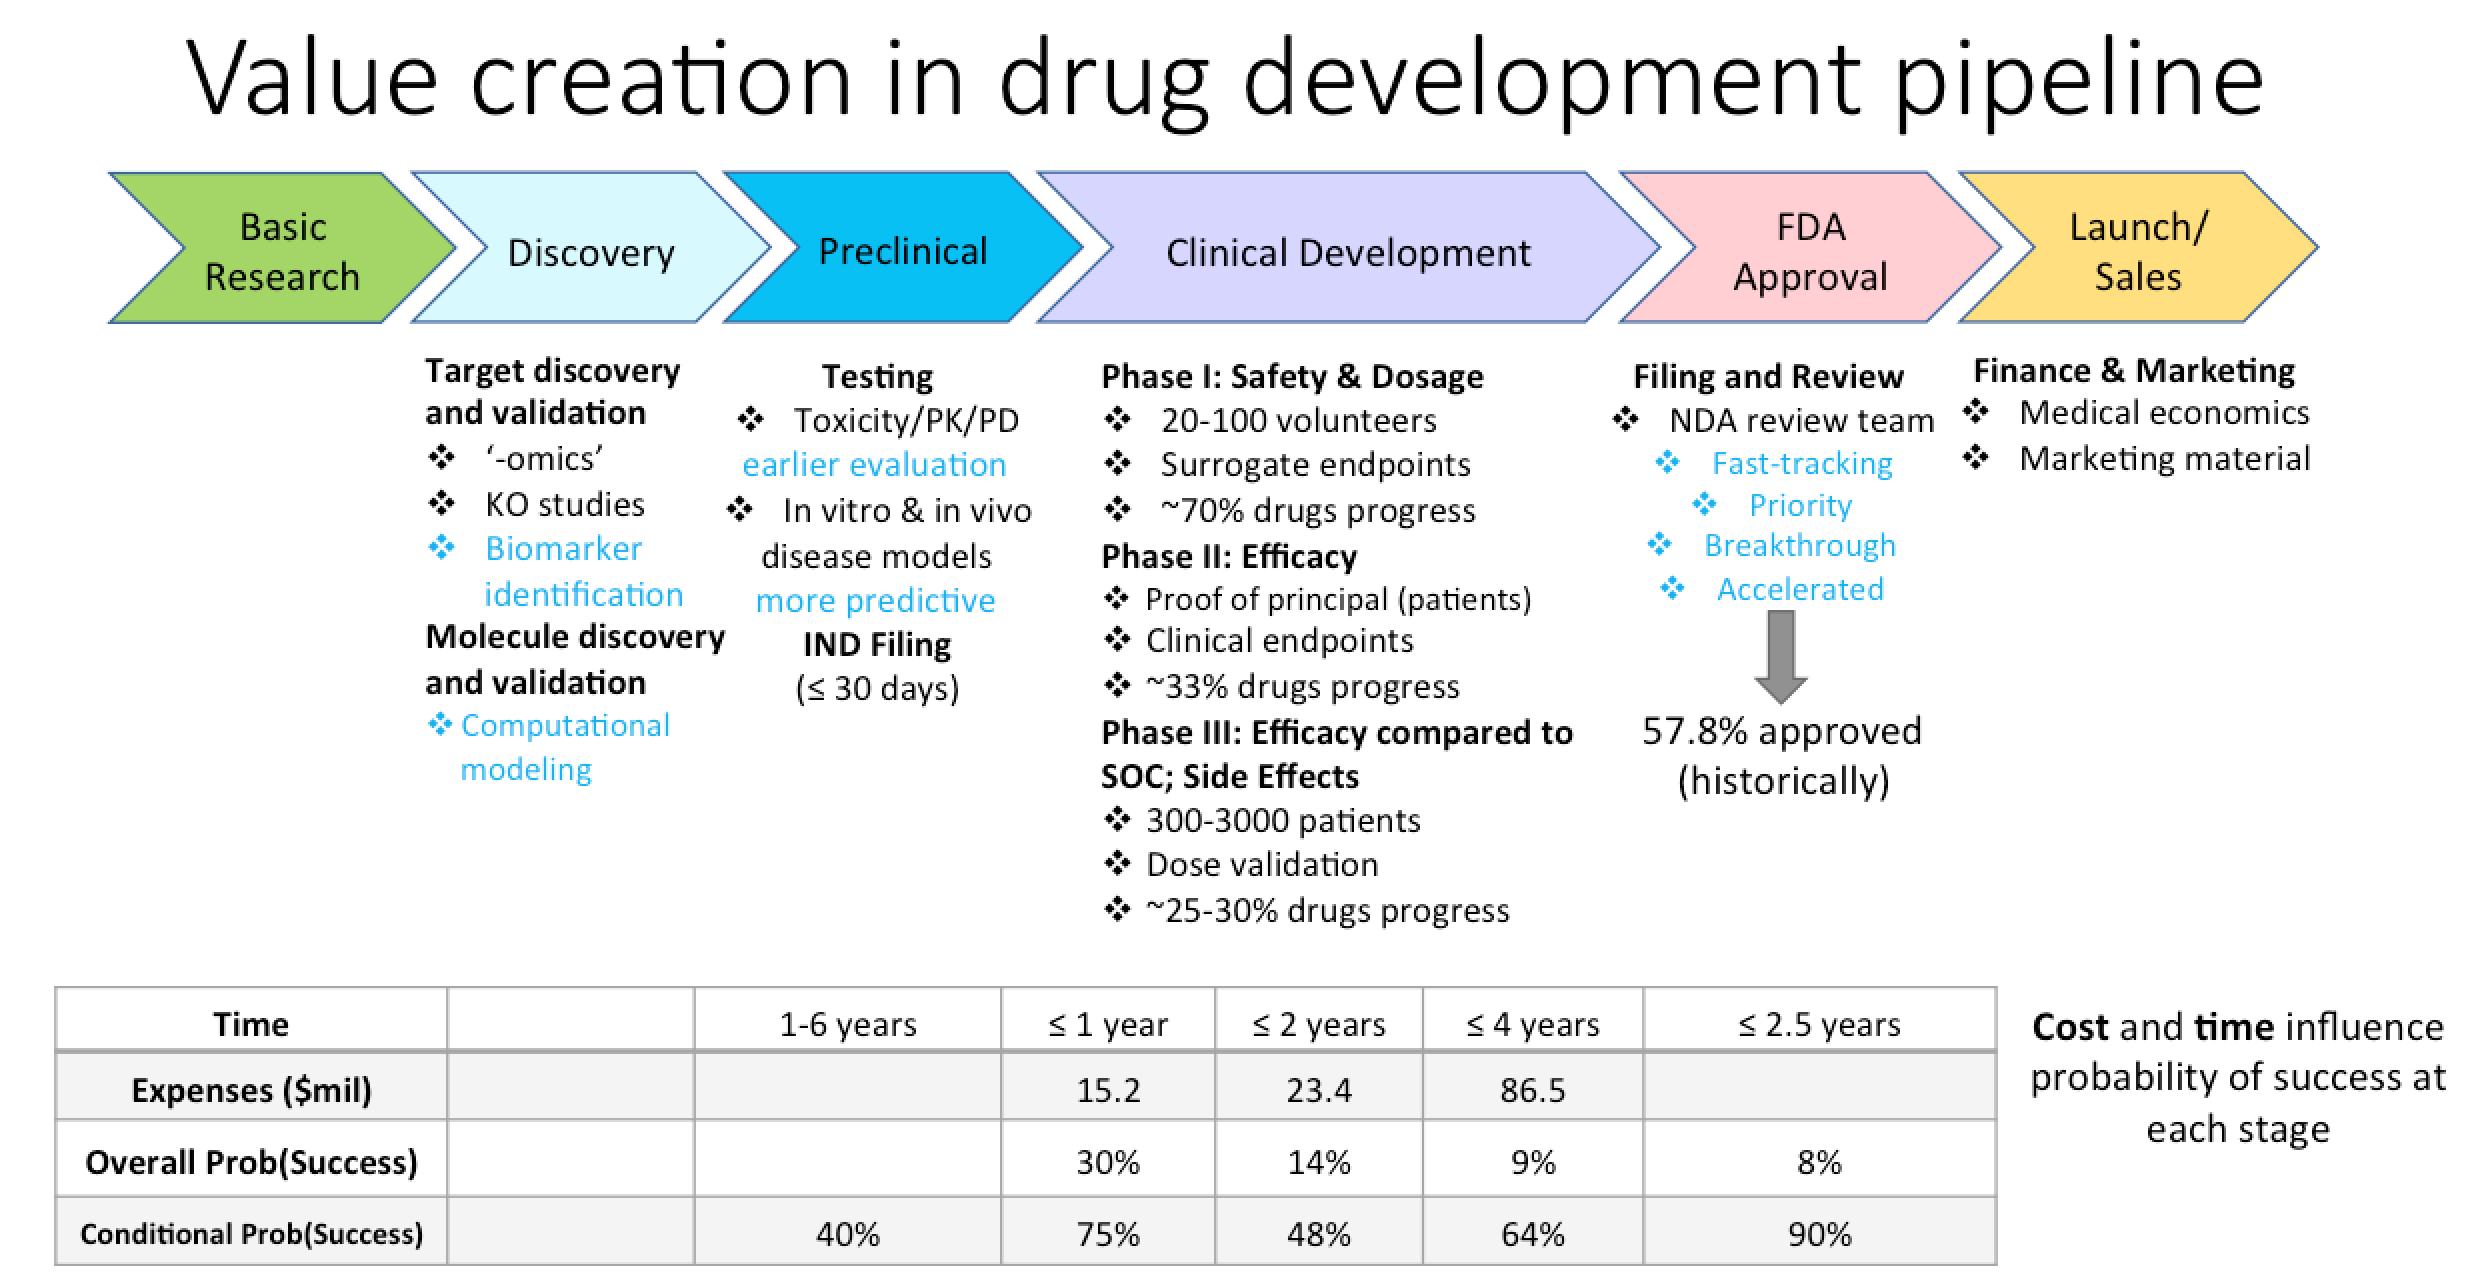 Value creation in drug development pipeline
Basic
Research
Discovery
Preclinical
Clinical Development
FDA
Approval
Launch/
Sales
Target discovery
and validation
❖ ‘-omics’
❖ KO studies
❖ Biomarker
identification
Molecule discovery
and validation
❖ Computational
modeling
Testing
❖ Toxicity/PK/PD
earlier evaluation
❖ In vitro & in vivo
disease models
more predictive
IND Filing
(≤ 30 days)
Phase I: Safety & Dosage
❖ 20-100 volunteers
❖ Surrogate endpoints
❖ ~70% drugs progress
Phase II: Efficacy
❖ Proof of principal (patients)
❖ Clinical endpoints
❖ ~33% drugs progress
Phase III: Efficacy compared to
SOC; Side Effects
❖ 300-3000 patients
❖ Dose validation
❖ ~25-30% drugs progress
Filing and Review
❖ NDA review team
❖ Fast-tracking
❖ Priority
❖ Breakthrough
❖ Accelerated
57.8% approved
(historically)
Finance & Marketing
❖ Medical economics
❖ Marketing material
Time 1-6 years ≤ 1 year ≤ 2 years ≤ 4 years ≤ 2.5 years
Expenses ($mil) 15.2 23.4 86.5
Overall Prob(Success) 30% 14% 9% 8%
Conditional Prob(Success) 40% 75% 48% 64% 90%
Cost and time influence
probability of success at
each stage